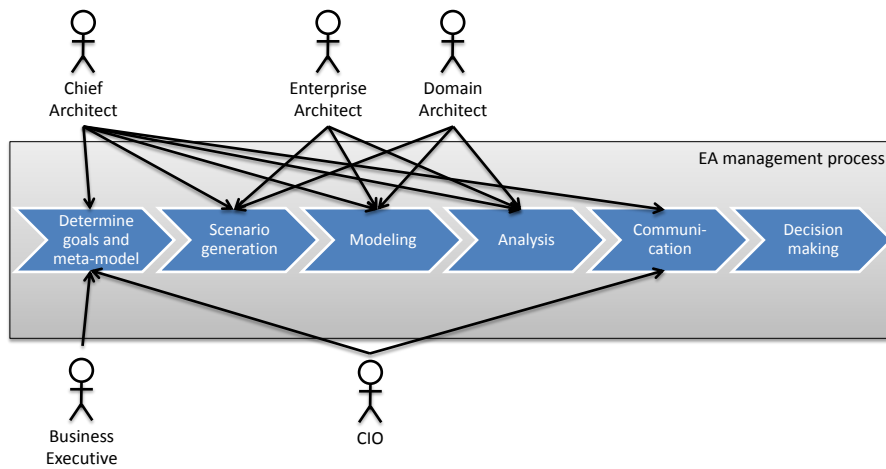 Chief
Architect
Enterprise
Architect
Domain
Architect
EA management process
Determine
goals and
meta-model
Scenario
generation
Modeling
Analysis
Communi-
cation
Decision
making
Business
Executive
CIO